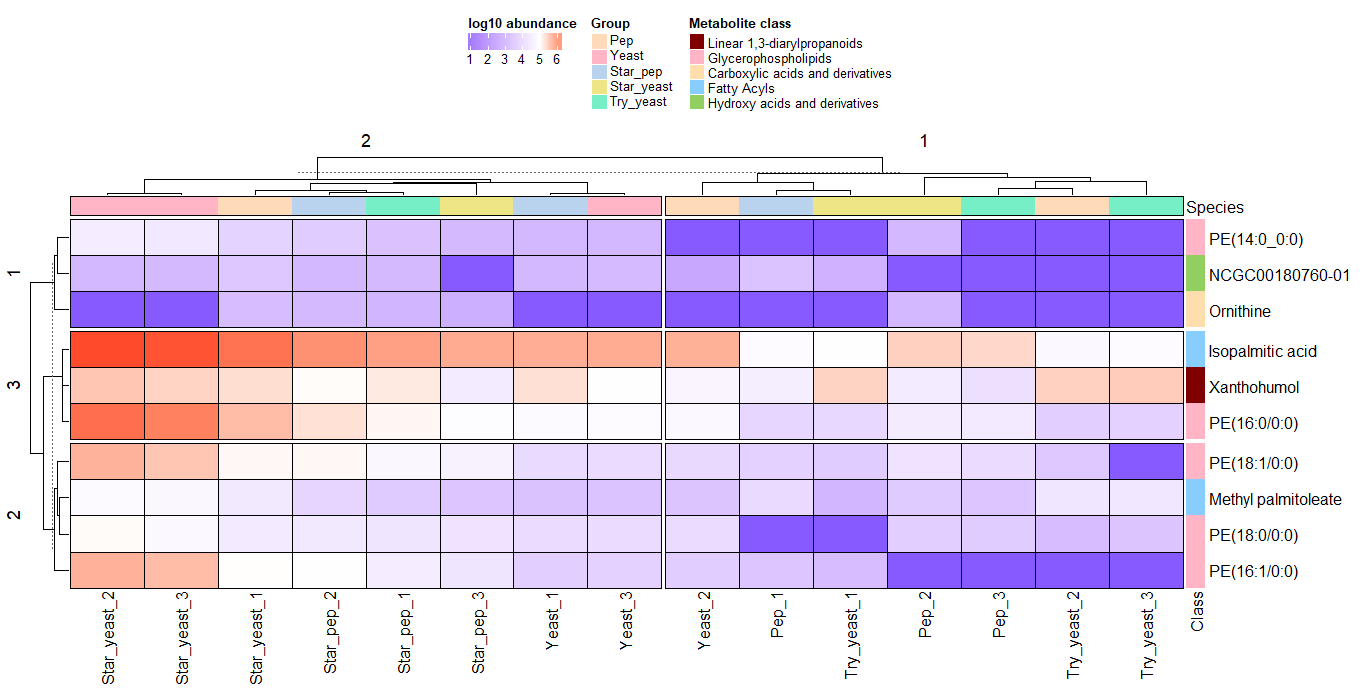 log10 abundance
1 2 3 4 5 6
Group
Pep
Yeast
Star_pep
Star_yeast
Try_yeast
Metabolite class
Linear 1,3-diarylpropanoids
Glycerophospholipids
Carboxylic acids and derivatives
Fatty Acyls
Hydroxy acids and derivatives
2
1
Species
1
3
2
PE(14:0_0:0)
NCGC00180760-01
Ornithine
Isopalmitic acid
Xanthohumol
PE(16:0/0:0)
PE(18:1/0:0)
Methyl palmitoleate
PE(18:0/0:0)
PE(16:1/0:0)
Star_yeast_2
Star_yeast_3
Star_yeast_1
Star_pep_2
Star_pep_1
Star_pep_3
Yeast_1
Yeast_3
Yeast_2
Pep_1
Try_yeast_1
Pep_2
Pep_3
Try_yeast_2
Try_yeast_3
Class